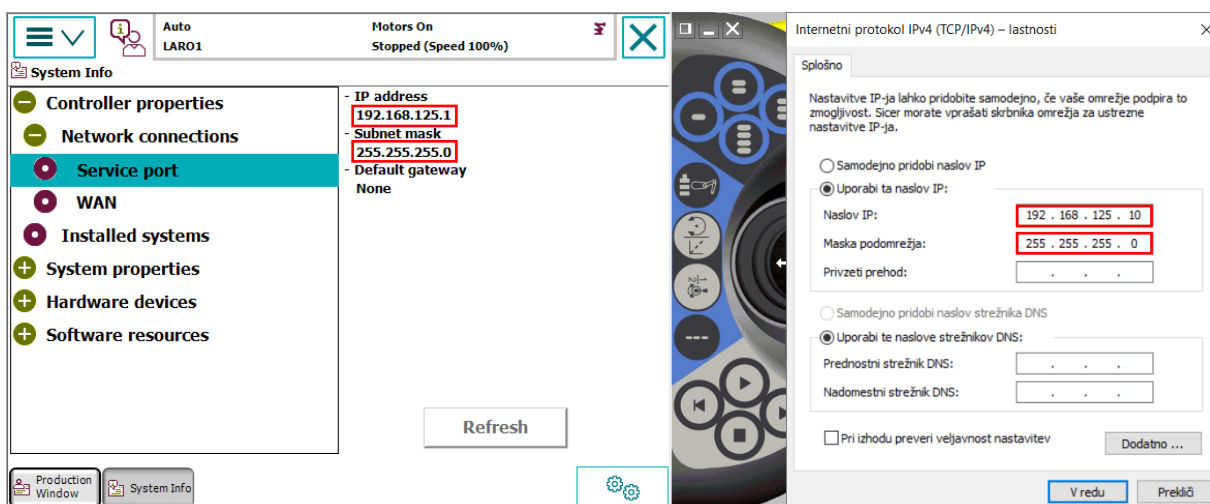 Auto
LARO1
Motors On
Stopped (Speed 100%)
System Info
Controller properties
Network connections
Service port
WAN
Installed systems
System properties
Hardware devices
Software resources
- IP address
192.168.125.1
- Subnet mask
255.255.255.0
- Default gateway
None
Refresh
Production
Window
System Info
Internetni protokol IPv4 (TCP/IPv4) – lastnosti
Splošno
Nastavitve IP-ja lahko pridobite samodejno, če vaše omrežje podpira to
zmogljivost. Sicer morate vprašati skrbnika omrežja za ustrezne
nastavitve IP-ja.
Samodejno pridobi naslov IP
Uporabi ta naslov IP:
Naslov IP: 192 . 168 . 125 . 10
Maska podomrežja: 255 . 255 . 255 . 0
Privzeti prehod: . . .
Samodejno pridobi naslov strežnika DNS
Uporabi te naslove strežnikov DNS:
Prednostni strežnik DNS: . . .
Nadomestni strežnik DNS: . . .
Pri izhodu preveri veljavnost nastavitev
Dodatno ...
V redu
Prekliči